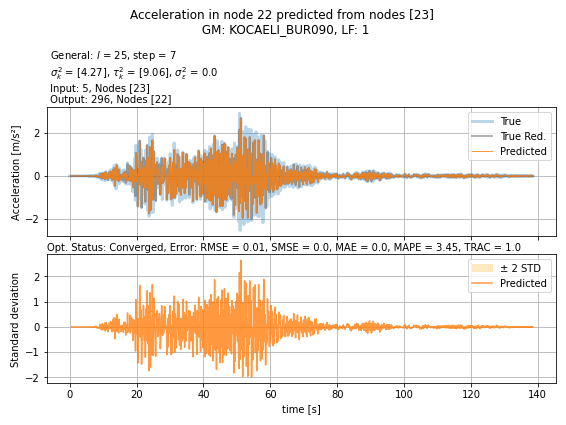 Acceleration in node 22 predicted from nodes [23]
GM: KOCAELI_BUR090, LF: 1
General: l = 25, step = 7
σ²ₖ = [4.27], τ²ₖ = [9.06], σ²ε = 0.0
Input: 5, Nodes [23]
Output: 296, Nodes [22]
Acceleration [m/s²]
2
0
−2
True
True Red.
Predicted
Opt. Status: Converged, Error: RMSE = 0.01, SMSE = 0.0, MAE = 0.0, MAPE = 3.45, TRAC = 1.0
Standard deviation
2
1
0
−1
−2
± 2 STD
Predicted
0 20 40 60 80 100 120 140
time [s]